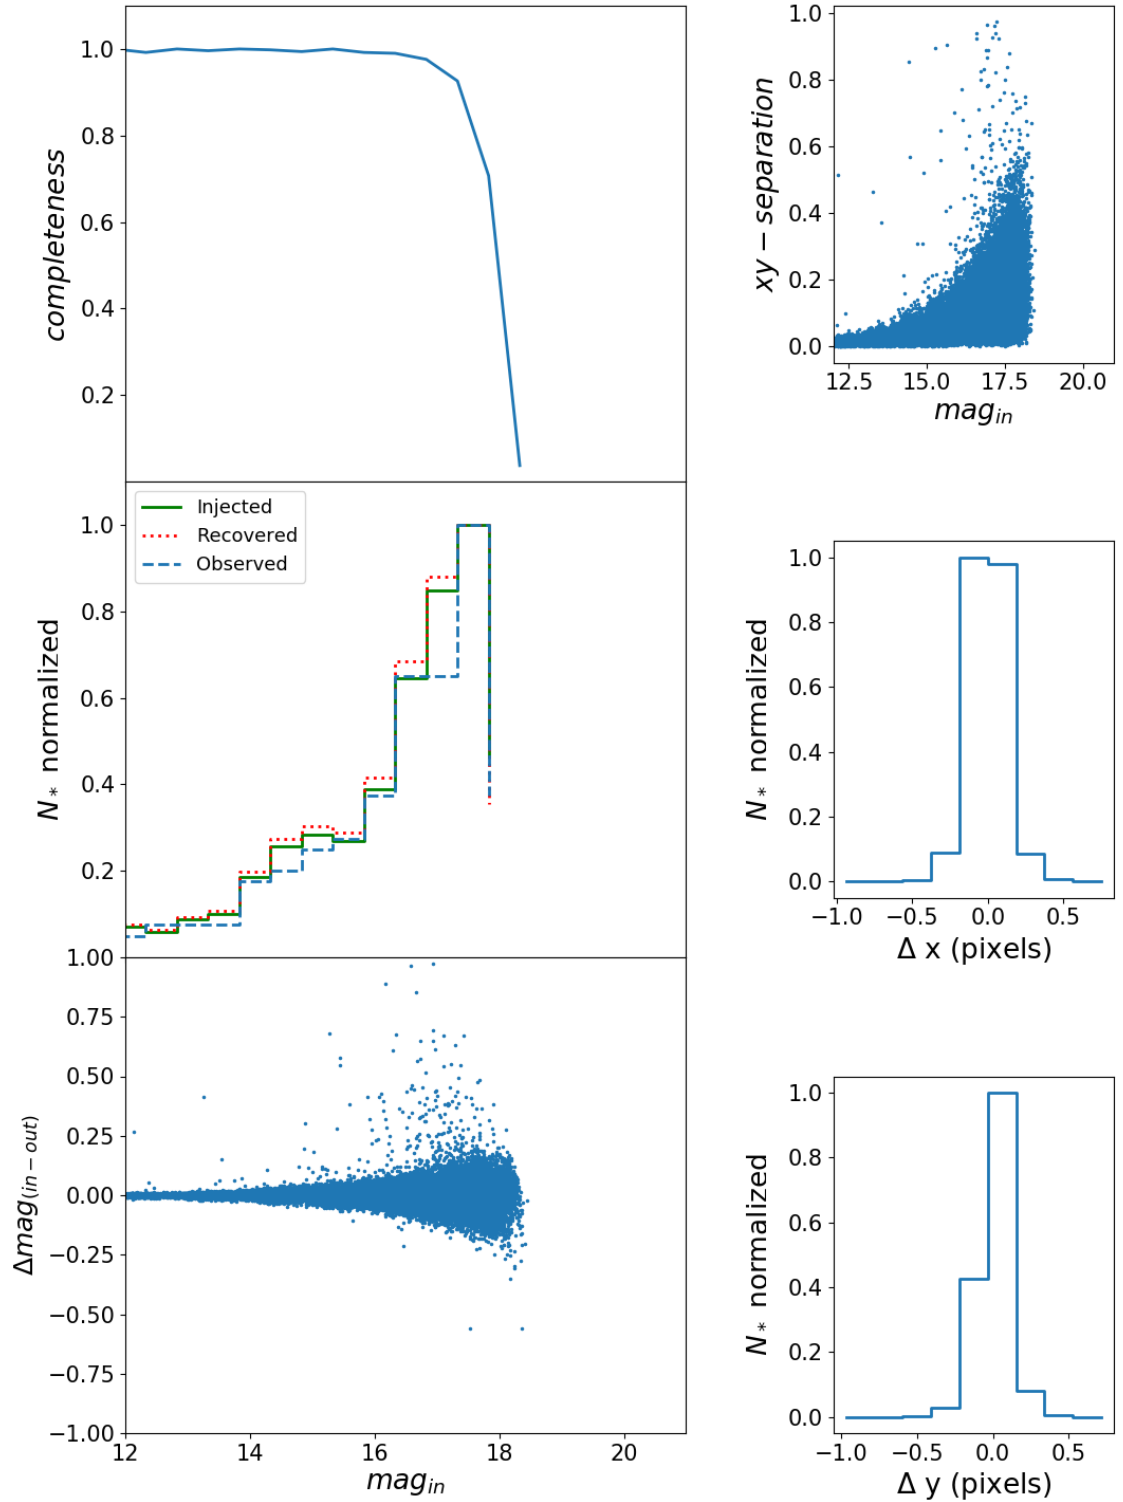 1.0
0.8
0.6
0.4
0.2
completeness
Injected
Recovered
Observed
1.0
0.8
0.6
0.4
0.2
N* normalized
1.00
0.75
0.50
0.25
0.00
−0.25
−0.50
−0.75
−1.00
Δmag(in−out)
12 14 16 18 20
mag_in
1.0
0.8
0.6
0.4
0.2
0.0
xy − separation
12.5 15.0 17.5 20.0
mag_in
1.0
0.8
0.6
0.4
0.2
0.0
N* normalized
−1.0 −0.5 0.0 0.5
Δ x (pixels)
1.0
0.8
0.6
0.4
0.2
0.0
N* normalized
−1.0 −0.5 0.0 0.5
Δ y (pixels)